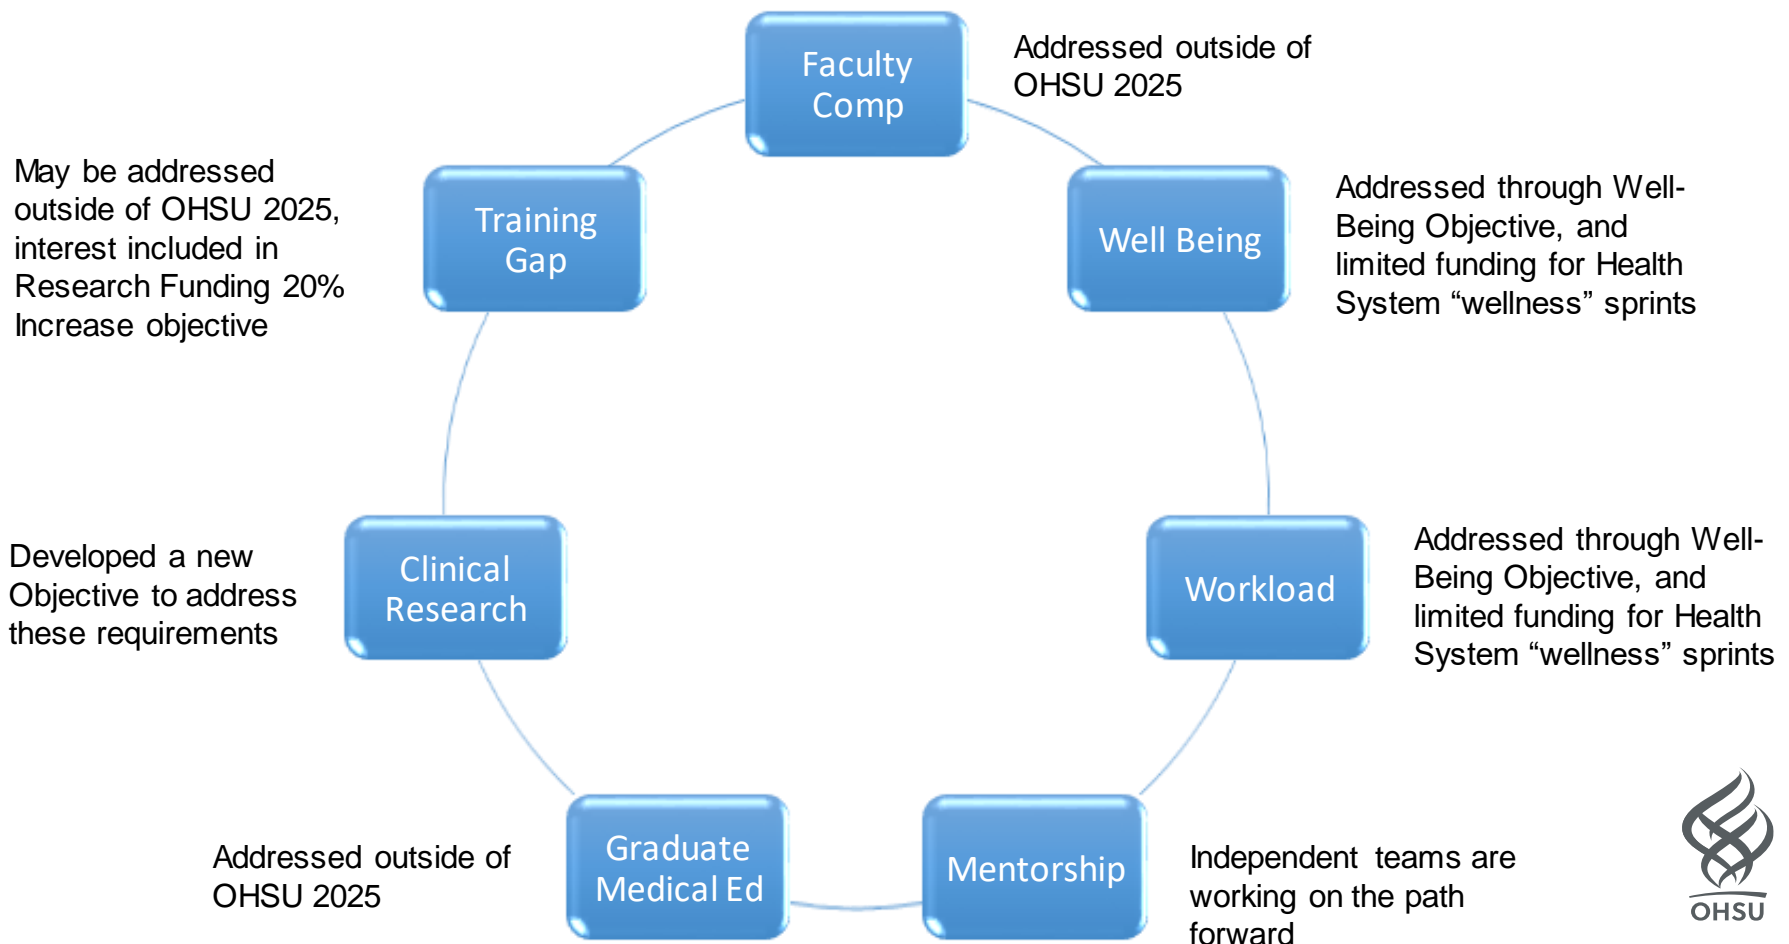 Faculty
Comp
Addressed outside of
OHSU 2025
Well Being
Addressed through Well-
Being Objective, and
limited funding for Health
System “wellness” sprints
Workload
Addressed through Well-
Being Objective, and
limited funding for Health
System “wellness” sprints
Mentorship
Independent teams are
working on the path
forward
Graduate
Medical Ed
Addressed outside of
OHSU 2025
Clinical
Research
Developed a new
Objective to address
these requirements
Training
Gap
May be addressed
outside of OHSU 2025,
interest included in
Research Funding 20%
Increase objective
OHSU